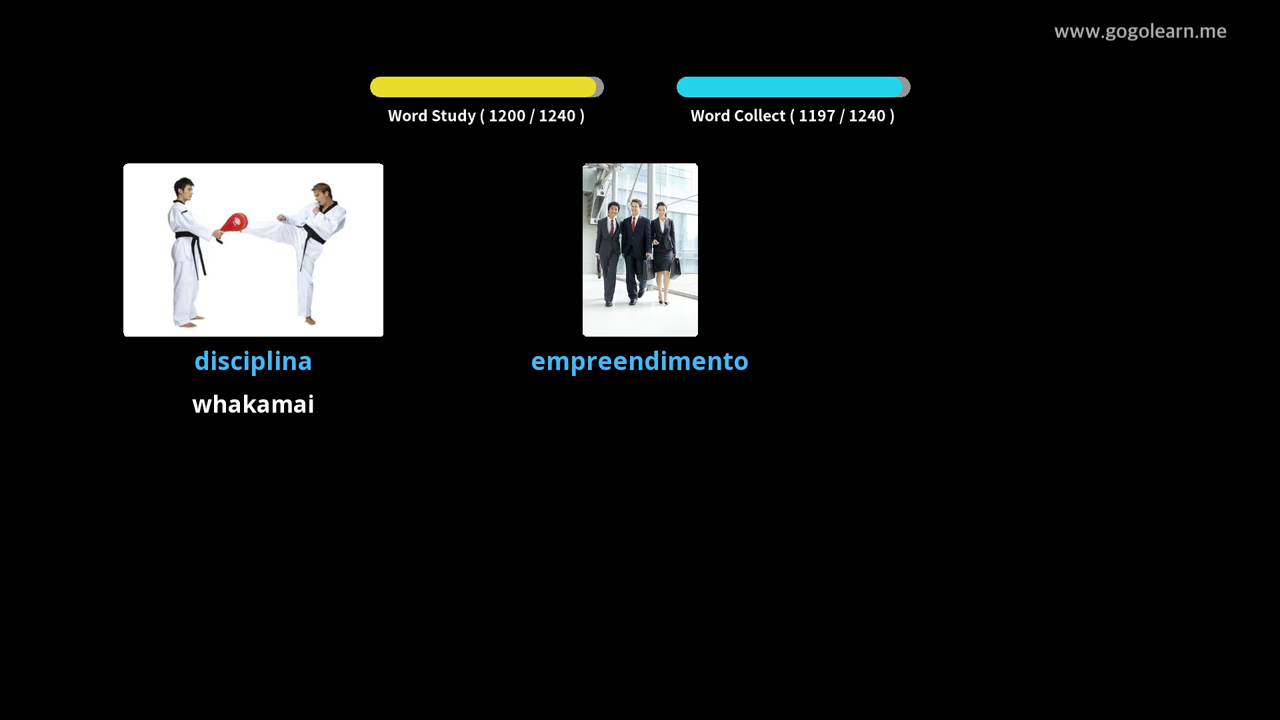 www.gogolearn.me
Word Study ( 1200 / 1240 )
Word Collect ( 1197 / 1240 )
disciplina
empreendimento
whakamai